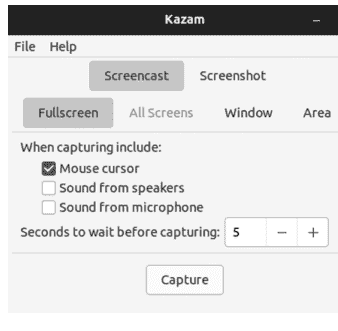 Kazam
File Help
Screencast Screenshot
Fullscreen All Screens Window Area
When capturing include:
Mouse cursor
Sound from speakers
Sound from microphone
Seconds to wait before capturing: 5 − +
Capture